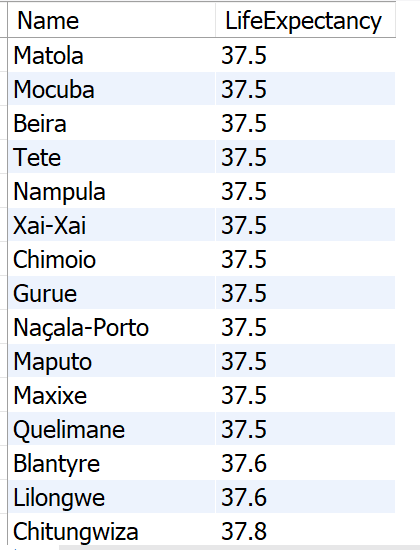 Name LifeExpectancy
Matola 37.5
Mocuba 37.5
Beira 37.5
Tete 37.5
Nampula 37.5
Xai-Xai 37.5
Chimoio 37.5
Gurue 37.5
Naçala-Porto 37.5
Maputo 37.5
Maxixe 37.5
Quelimane 37.5
Blantyre 37.6
Lilongwe 37.6
Chitungwiza 37.8